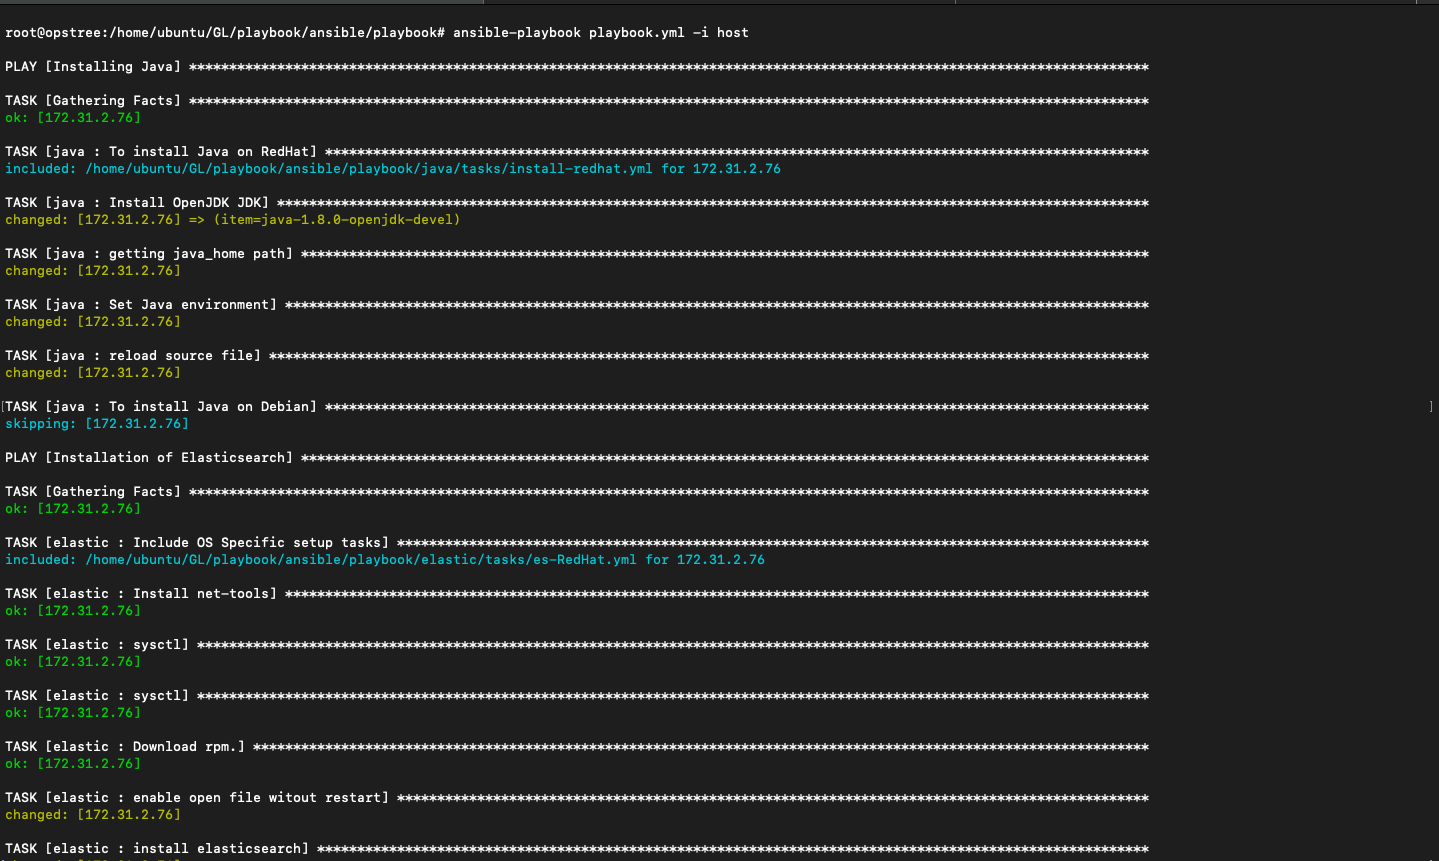 root@opstree:/home/ubuntu/GL/playbook/ansible/playbook# ansible-playbook playbook.yml -i host
PLAY [Installing Java] ************************************************************************************************************************
TASK [Gathering Facts] ************************************************************************************************************************
ok: [172.31.2.76]
TASK [java : To install Java on RedHat] *******************************************************************************************************
included: /home/ubuntu/GL/playbook/ansible/playbook/java/tasks/install-redhat.yml for 172.31.2.76
TASK [java : Install OpenJDK JDK] *************************************************************************************************************
changed: [172.31.2.76] => (item=java-1.8.0-openjdk-devel)
TASK [java : getting java_home path] **********************************************************************************************************
changed: [172.31.2.76]
TASK [java : Set Java environment] ************************************************************************************************************
changed: [172.31.2.76]
TASK [java : reload source file] **************************************************************************************************************
changed: [172.31.2.76]
[TASK [java : To install Java on Debian] ******************************************************************************************************* ]
skipping: [172.31.2.76]
PLAY [Installation of Elasticsearch] **********************************************************************************************************
TASK [Gathering Facts] ************************************************************************************************************************
ok: [172.31.2.76]
TASK [elastic : Include OS Specific setup tasks] **********************************************************************************************
included: /home/ubuntu/GL/playbook/ansible/playbook/elastic/tasks/es-RedHat.yml for 172.31.2.76
TASK [elastic : Install net-tools] ************************************************************************************************************
ok: [172.31.2.76]
TASK [elastic : sysctl] ***********************************************************************************************************************
ok: [172.31.2.76]
TASK [elastic : sysctl] ***********************************************************************************************************************
ok: [172.31.2.76]
TASK [elastic : Download rpm.] ****************************************************************************************************************
ok: [172.31.2.76]
TASK [elastic : enable open file witout restart] **********************************************************************************************
changed: [172.31.2.76]
TASK [elastic : install elasticsearch] ********************************************************************************************************